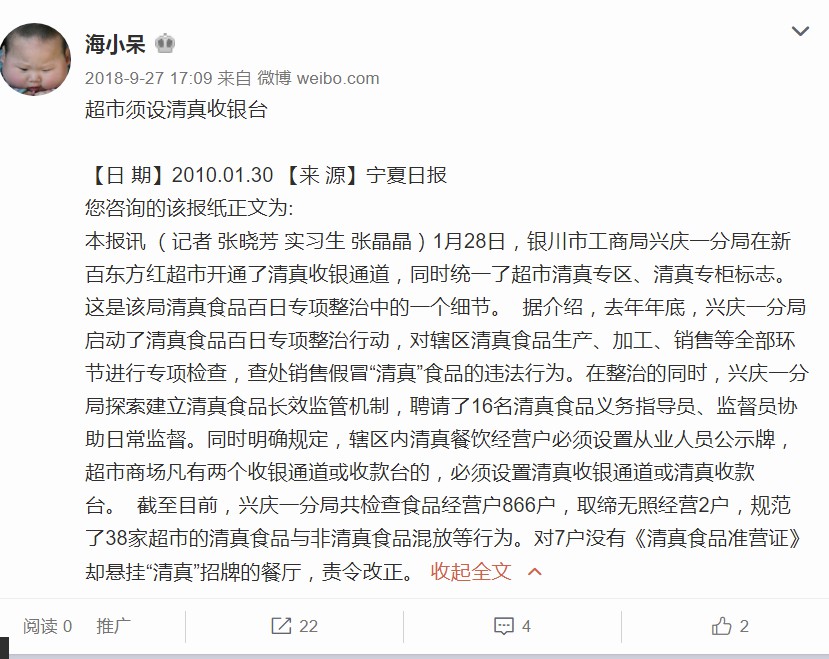 海小呆
2018-9-27 17:09 来自 微博 weibo.com
超市须设清真收银台
【日 期】2010.01.30 【来 源】宁夏日报
您咨询的该报纸正文为:
本报讯 （ 记者 张晓芳 实习生 张晶晶 ）1月28日，银川市工商局兴庆一分局在新
百东方红超市开通了清真收银通道，同时统一了超市清真专区、清真专柜标志。
这是该局清真食品百日专项整治中的一个细节。 据介绍，去年年底，兴庆一分局
启动了清真食品百日专项整治行动，对辖区清真食品生产、加工、销售等全部环
节进行专项检查，查处销售假冒“清真”食品的违法行为。在整治的同时，兴庆一分
局探索建立清真食品长效监管机制，聘请了16名清真食品义务指导员、监督员协
助日常监督。同时明确规定，辖区内清真餐饮经营户必须设置从业人员公示牌，
超市商场凡有两个收银通道或收款台的，必须设置清真收银通道或清真收款
台。 截至目前，兴庆一分局共检查食品经营户866户，取缔无照经营2户，规范
了38家超市的清真食品与非清真食品混放等行为。对7户没有《清真食品准营证》
却悬挂“清真”招牌的餐厅，责令改正。 收起全文
阅读 0 推广 22 4 2